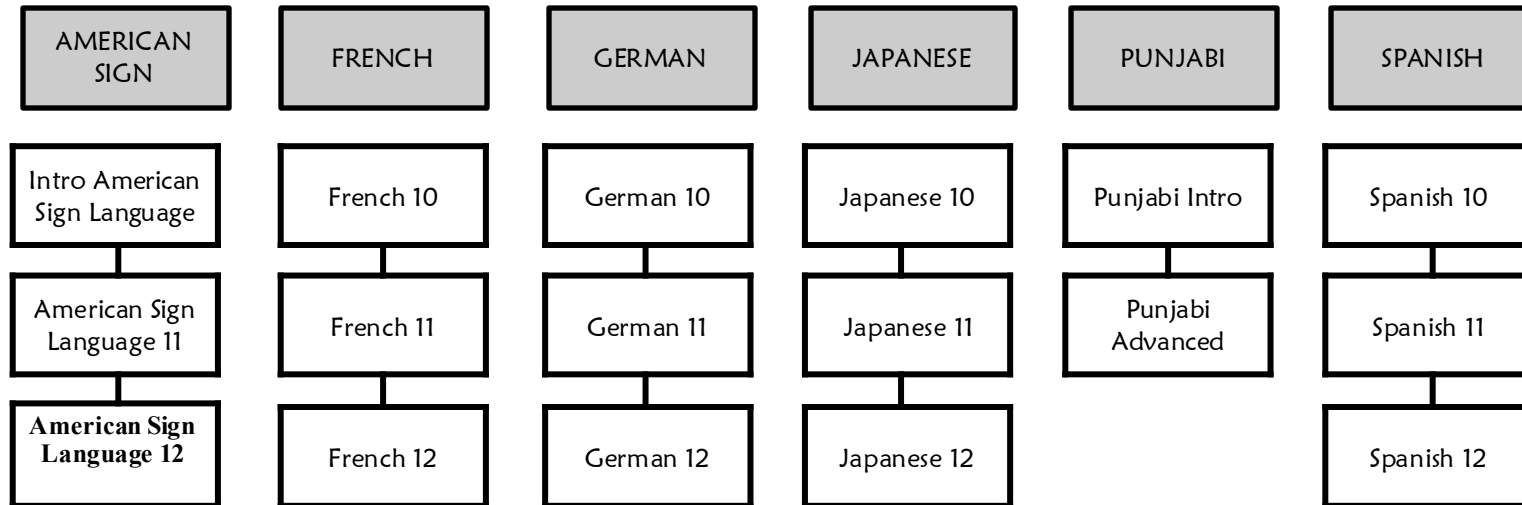 AMERICAN
SIGN
FRENCH
GERMAN
JAPANESE
PUNJABI
SPANISH
Intro American
Sign Language
French 10
German 10
Japanese 10
Punjabi Intro
Spanish 10
American Sign
Language 11
French 11
German 11
Japanese 11
Punjabi
Advanced
Spanish 11
American Sign
Language 12
French 12
German 12
Japanese 12
Spanish 12